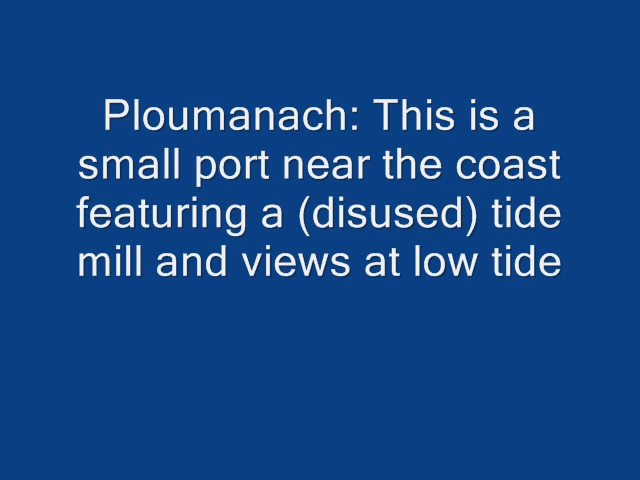 Ploumanach: This is a
small port near the coast
featuring a (disused) tide
mill and views at low tide